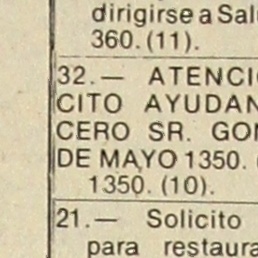 dirigirse a Sal
360. (11).
32.— ATENCI
CITO AYUDAN
CERO SR. GON
DE MAYO 1350. (
1350. (10).
21.— Solicito
para restaura